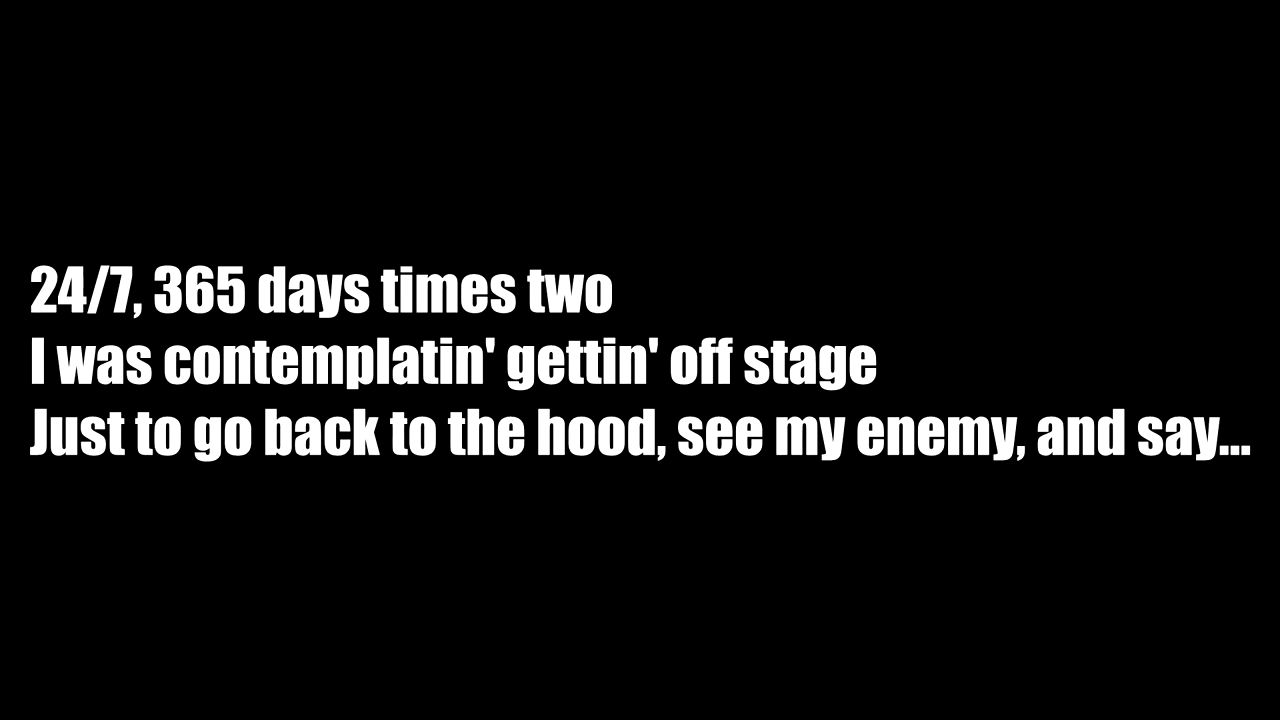 24/7, 365 days times two
I was contemplatin' gettin' off stage
Just to go back to the hood, see my enemy, and say...